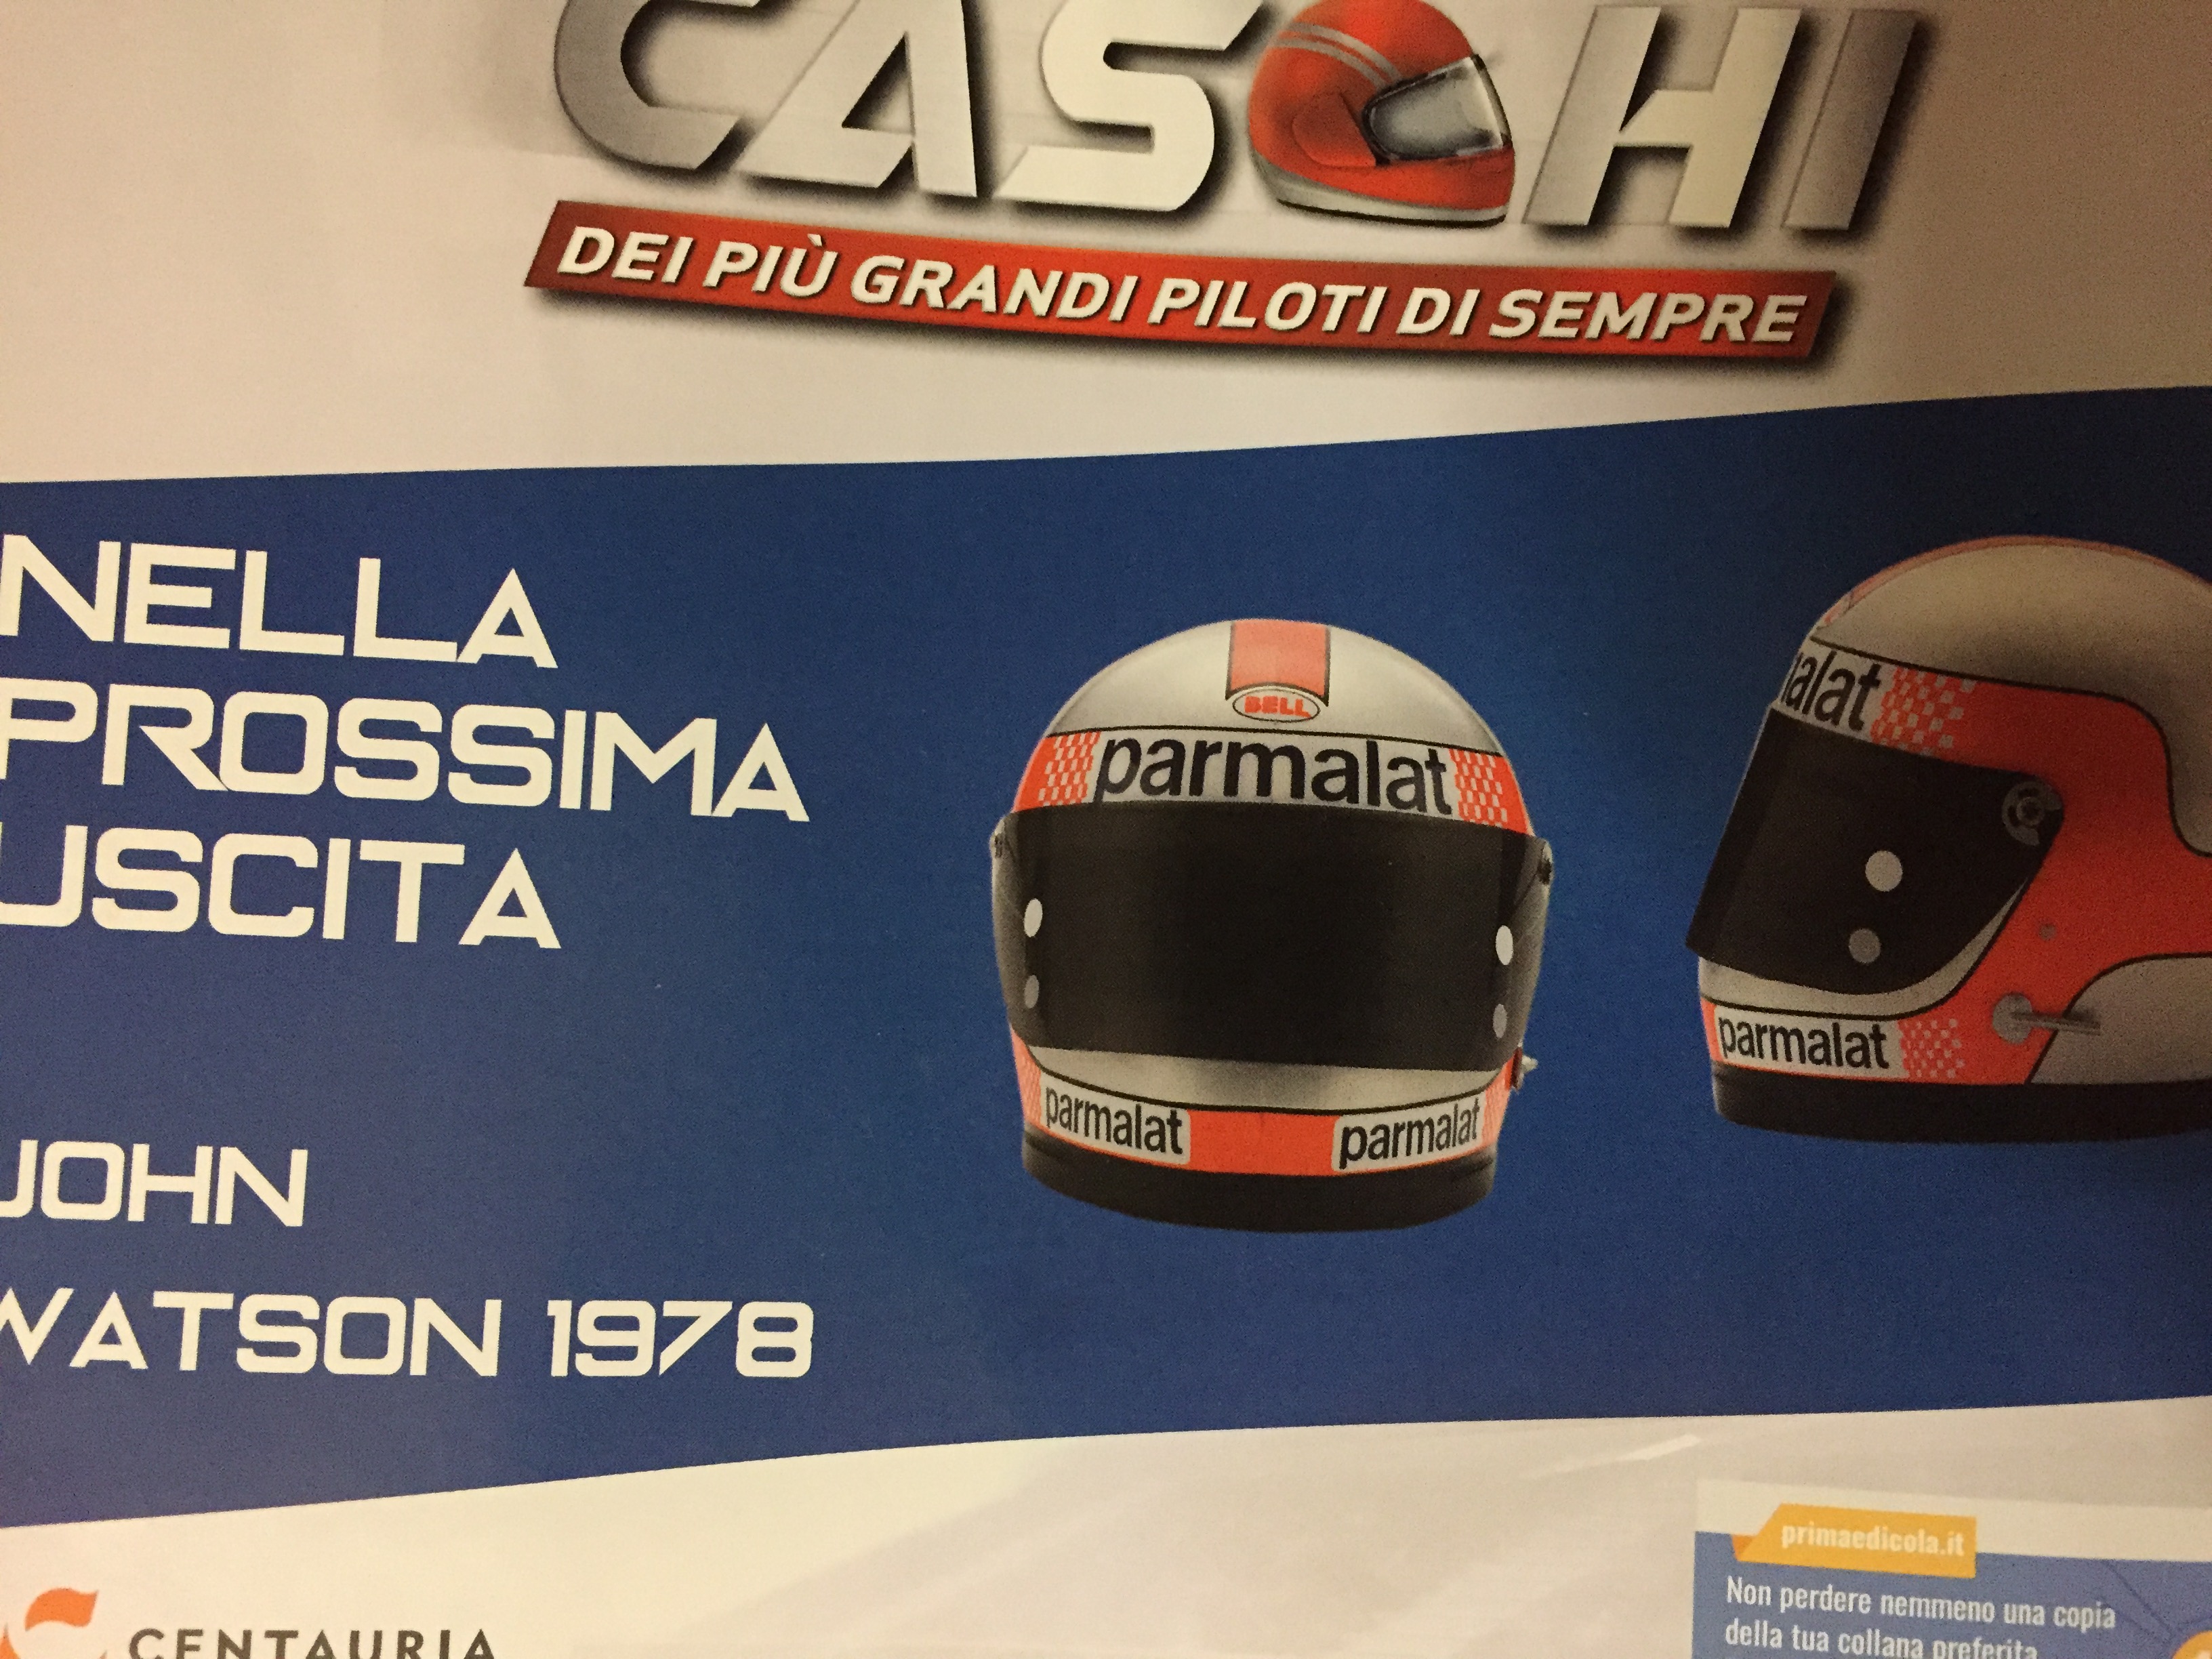 CASCHI
DEI PIÙ GRANDI PILOTI DI SEMPRE
NELLA
PROSSIMA
USCITA
JOHN
WATSON 1978
BELL
parmalat
parmalat
parmalat
malat
parmalat
CENTAURIA
primaedicola.it
Non perdere nemmeno una copia
della tua collana preferita